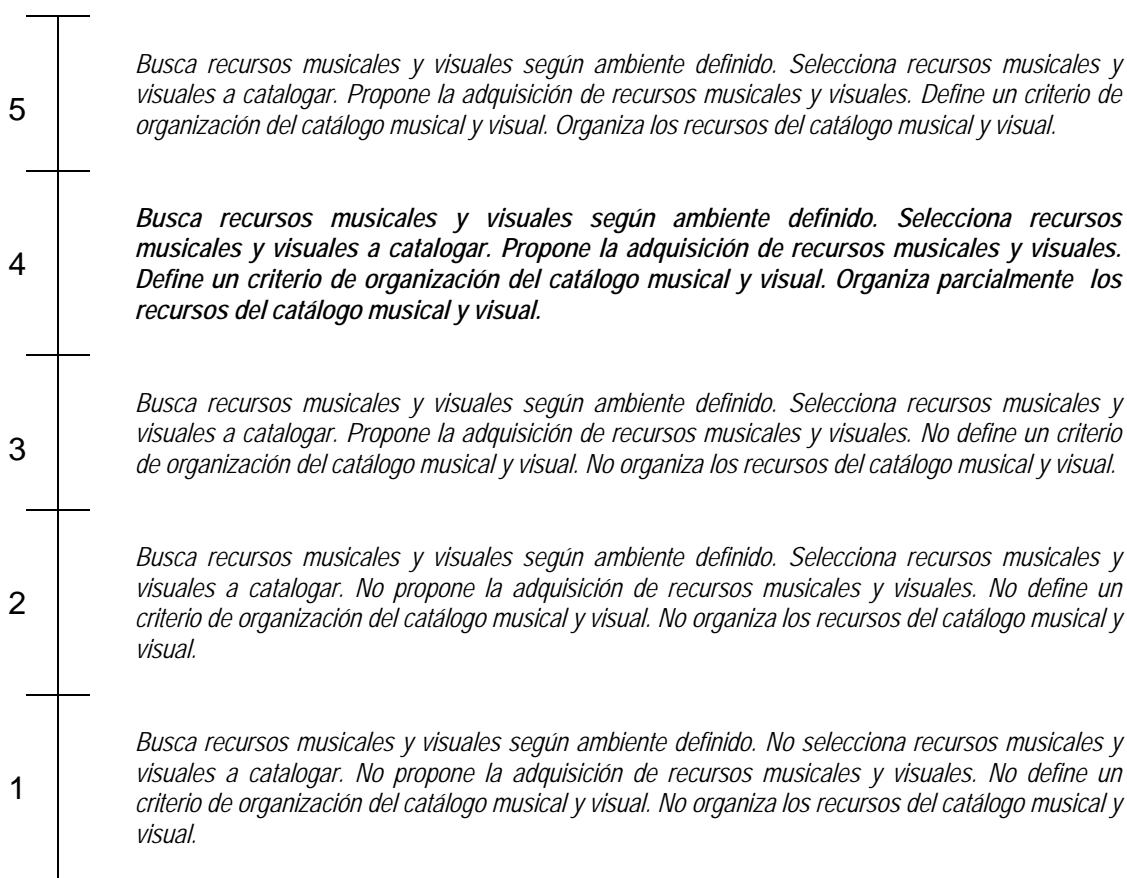 Busca recursos musicales y visuales según ambiente definido. Selecciona recursos musicales y
visuales a catalogar. Propone la adquisición de recursos musicales y visuales. Define un criterio de
5
organización del catálogo musical y visual. Organiza los recursos del catálogo musical y visual.
Busca recursos musicales y visuales según ambiente definido. Selecciona recursos
musicales y visuales a catalogar. Propone la adquisición de recursos musicales y visuales.
4
Define un criterio de organización del catálogo musical y visual. Organiza parcialmente los
recursos del catálogo musical y visual.
Busca recursos musicales y visuales según ambiente definido. Selecciona recursos musicales y
visuales a catalogar. Propone la adquisición de recursos musicales y visuales. No define un criterio
3
de organización del catálogo musical y visual. No organiza los recursos del catálogo musical y visual.
Busca recursos musicales y visuales según ambiente definido. Selecciona recursos musicales y
visuales a catalogar. No propone la adquisición de recursos musicales y visuales. No define un
2
criterio de organización del catálogo musical y visual. No organiza los recursos del catálogo musical y
visual.
Busca recursos musicales y visuales según ambiente definido. No selecciona recursos musicales y
visuales a catalogar. No propone la adquisición de recursos musicales y visuales. No define un
1
criterio de organización del catálogo musical y visual. No organiza los recursos del catálogo musical y
visual.